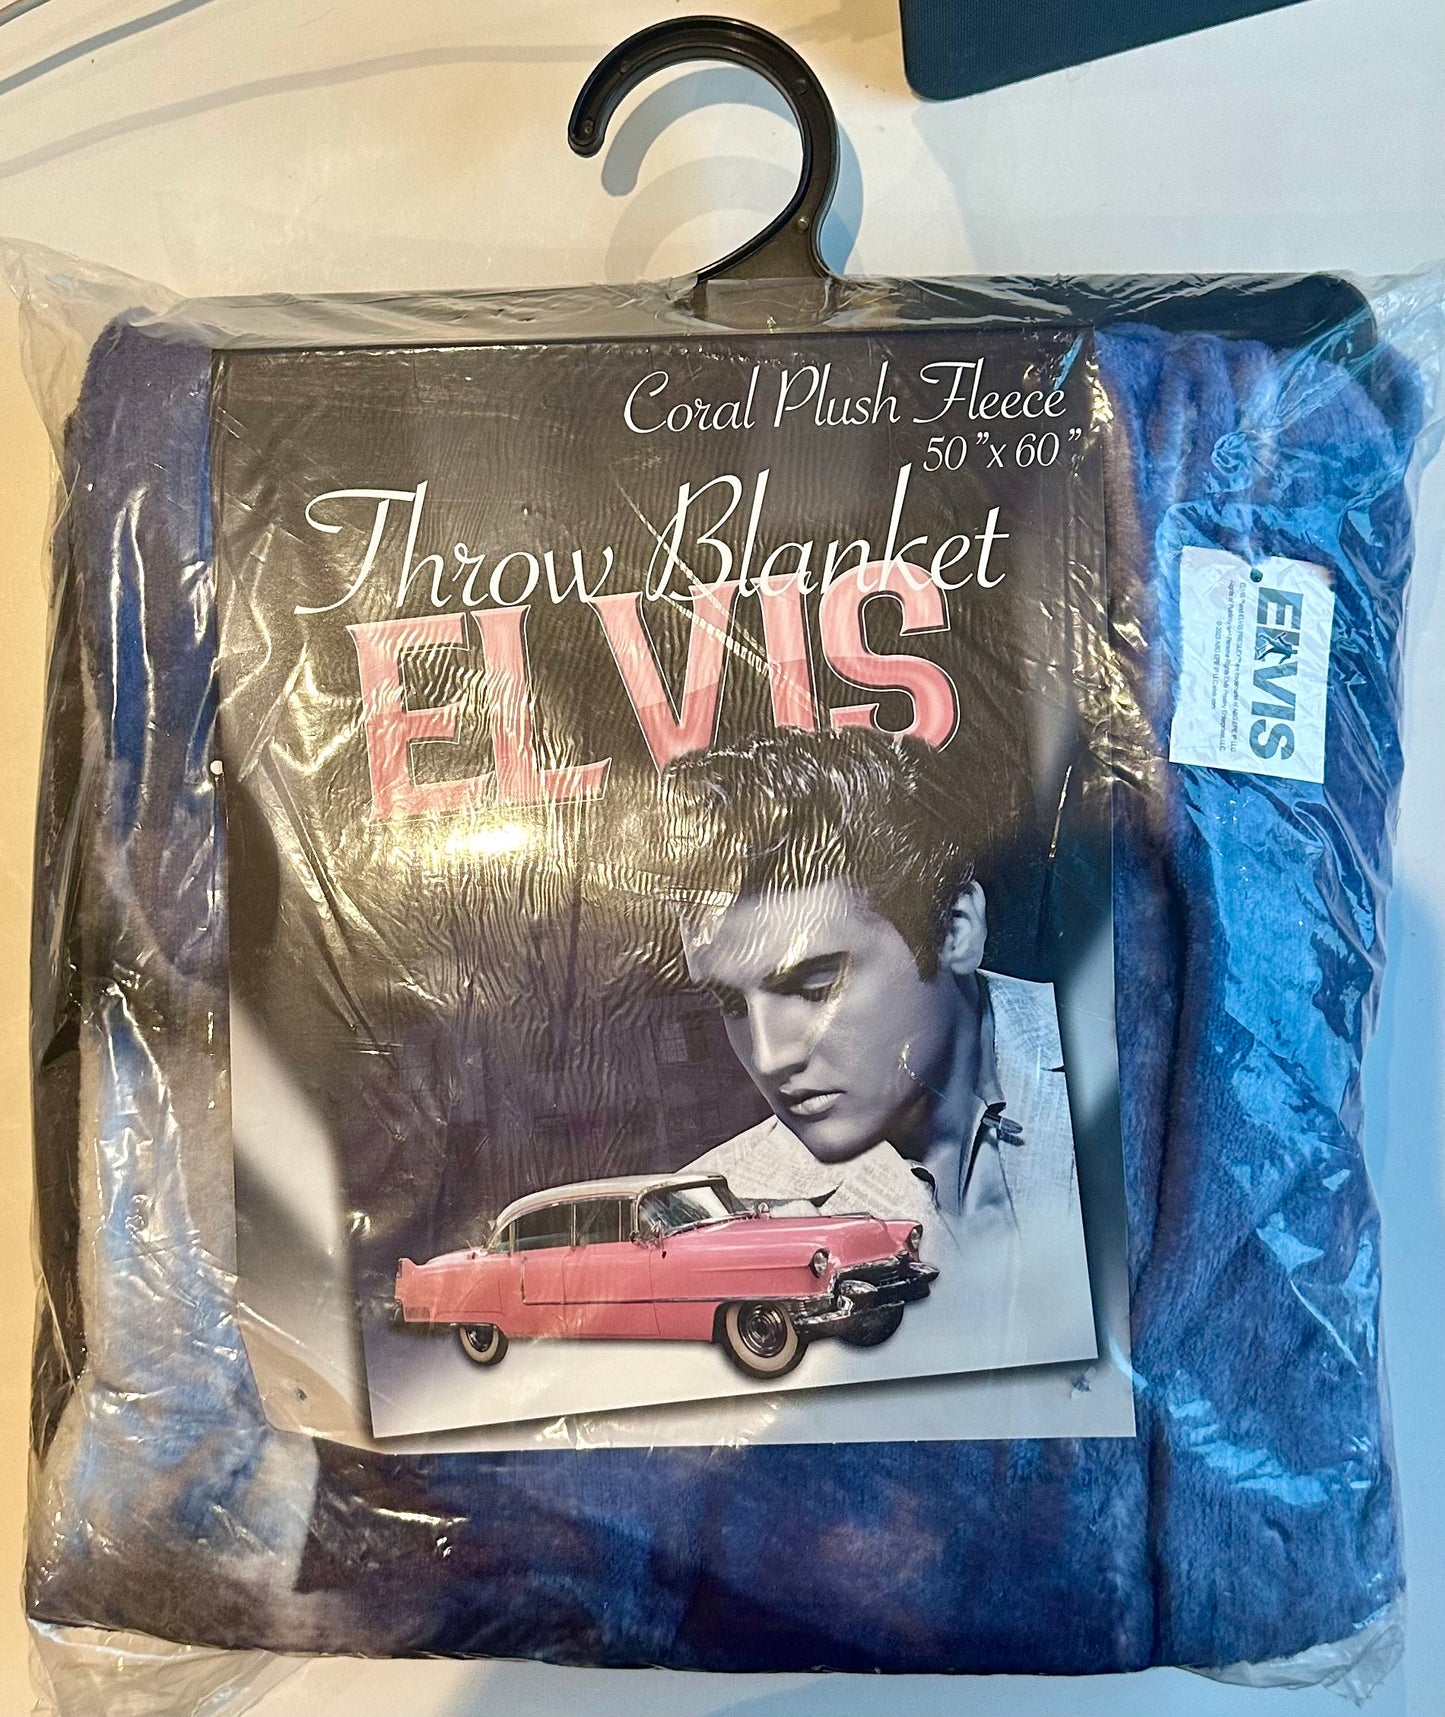 Coral Plush Fleece
50" x 60"
Throw Blanket
ELVIS
ELVIS